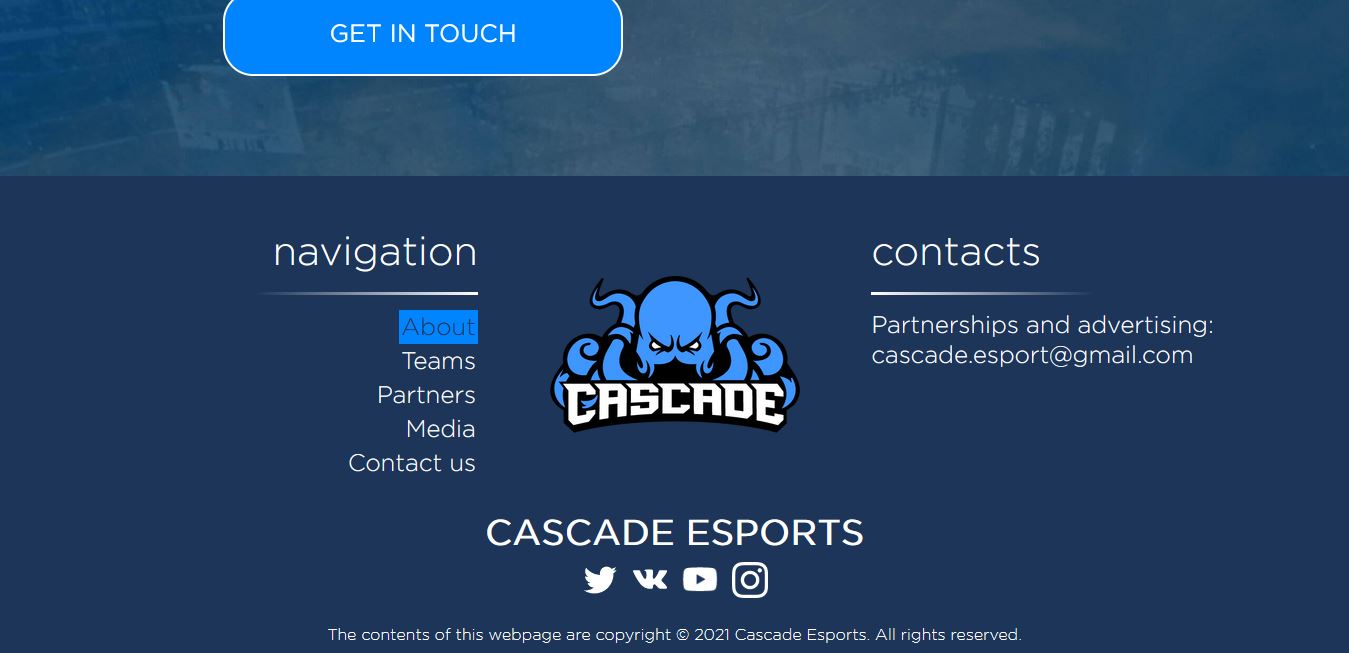 GET IN TOUCH
navigation
About
Teams
Partners
Media
Contact us
CASCADE
contacts
Partnerships and advertising:
cascade.esport@gmail.com
CASCADE ESPORTS
The contents of this webpage are copyright © 2021 Cascade Esports. All rights reserved.